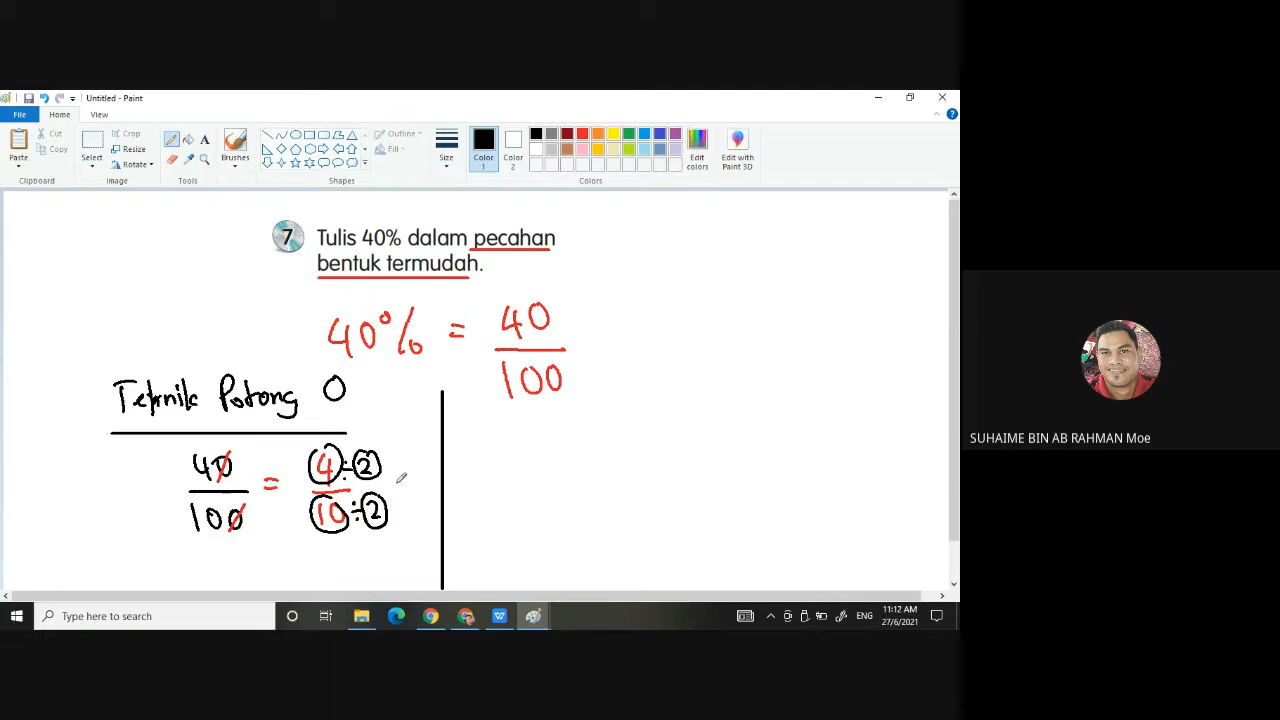 Untitled - Paint
File Home View
Paste
Cut
Copy
Clipboard
Select
Crop
Resize
Rotate
Image
Tools
Brushes
Shapes
Outline
Fill
Size
Color 1
Color 2
Edit colors
Colors
Edit with Paint 3D
7 Tulis 40% dalam pecahan
bentuk termudah.
40% = 40/100
Teknik Potong 0
40/100 = 4÷2/10÷2
SUHAIME BIN AB RAHMAN Moe
Type here to search
ENG
11:12 AM
27/6/2021